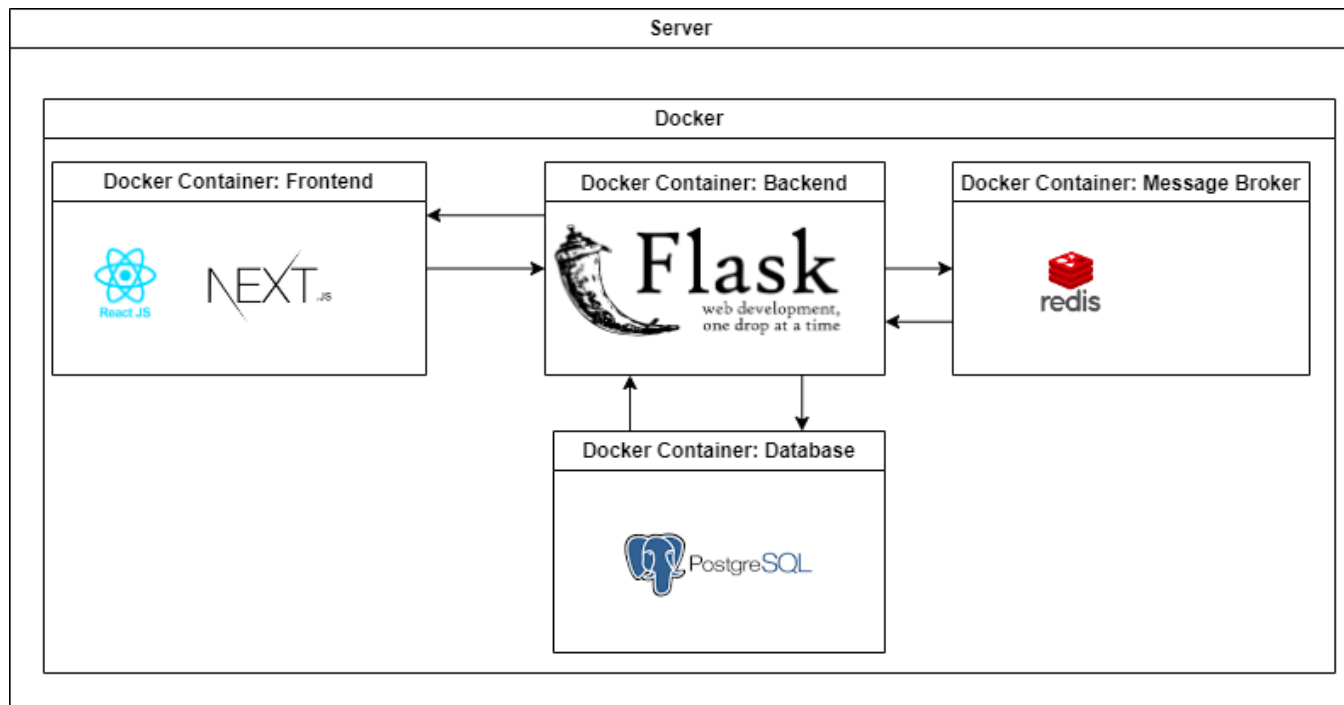 Server
Docker
Docker Container: Frontend
Docker Container: Backend
Docker Container: Message Broker
React JS
NEXT.JS
Flask
web development,
one drop at a time
redis
Docker Container: Database
PostgreSQL